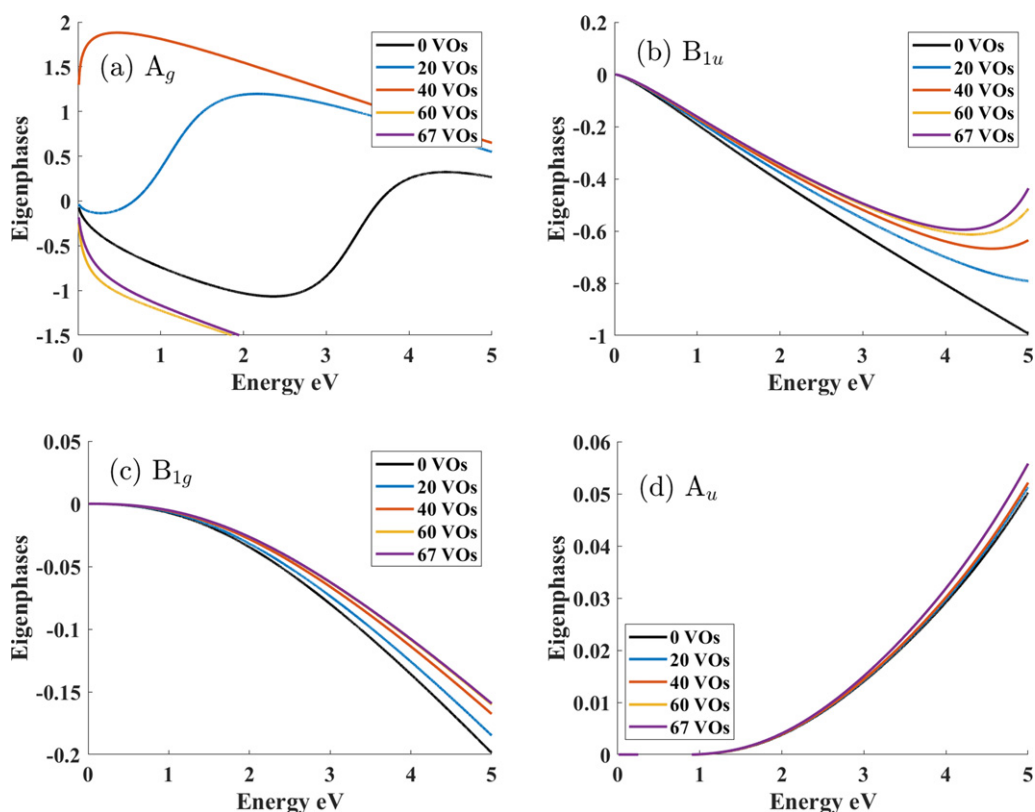 2
1.5
1
0.5
0
-0.5
-1
-1.5
Eigenphases
(a) A_g
0 VOs
20 VOs
40 VOs
60 VOs
67 VOs
0 1 2 3 4 5
Energy eV
0.2
0
-0.2
-0.4
-0.6
-0.8
-1
Eigenphases
(b) B_{1u}
0 VOs
20 VOs
40 VOs
60 VOs
67 VOs
0 1 2 3 4 5
Energy eV
0.05
0
-0.05
-0.1
-0.15
-0.2
Eigenphases
(c) B_{1g}
0 VOs
20 VOs
40 VOs
60 VOs
67 VOs
0 1 2 3 4 5
Energy eV
0.06
0.05
0.04
0.03
0.02
0.01
0
Eigenphases
(d) A_u
0 VOs
20 VOs
40 VOs
60 VOs
67 VOs
0 1 2 3 4 5
Energy eV